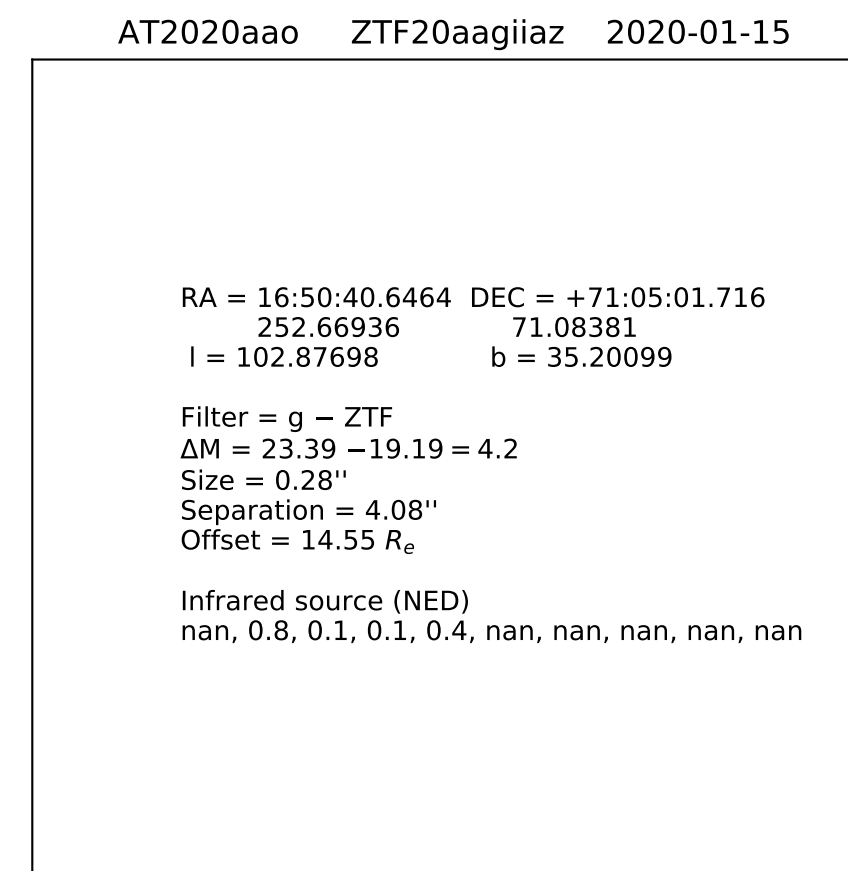 AT2020aao ZTF20aagiiaz 2020-01-15
RA = 16:50:40.6464 DEC = +71:05:01.716
252.66936 71.08381
l = 102.87698 b = 35.20099
Filter = g − ZTF
ΔM = 23.39 −19.19 = 4.2
Size = 0.28''
Separation = 4.08''
Offset = 14.55 Rₑ
Infrared source (NED)
nan, 0.8, 0.1, 0.1, 0.4, nan, nan, nan, nan, nan